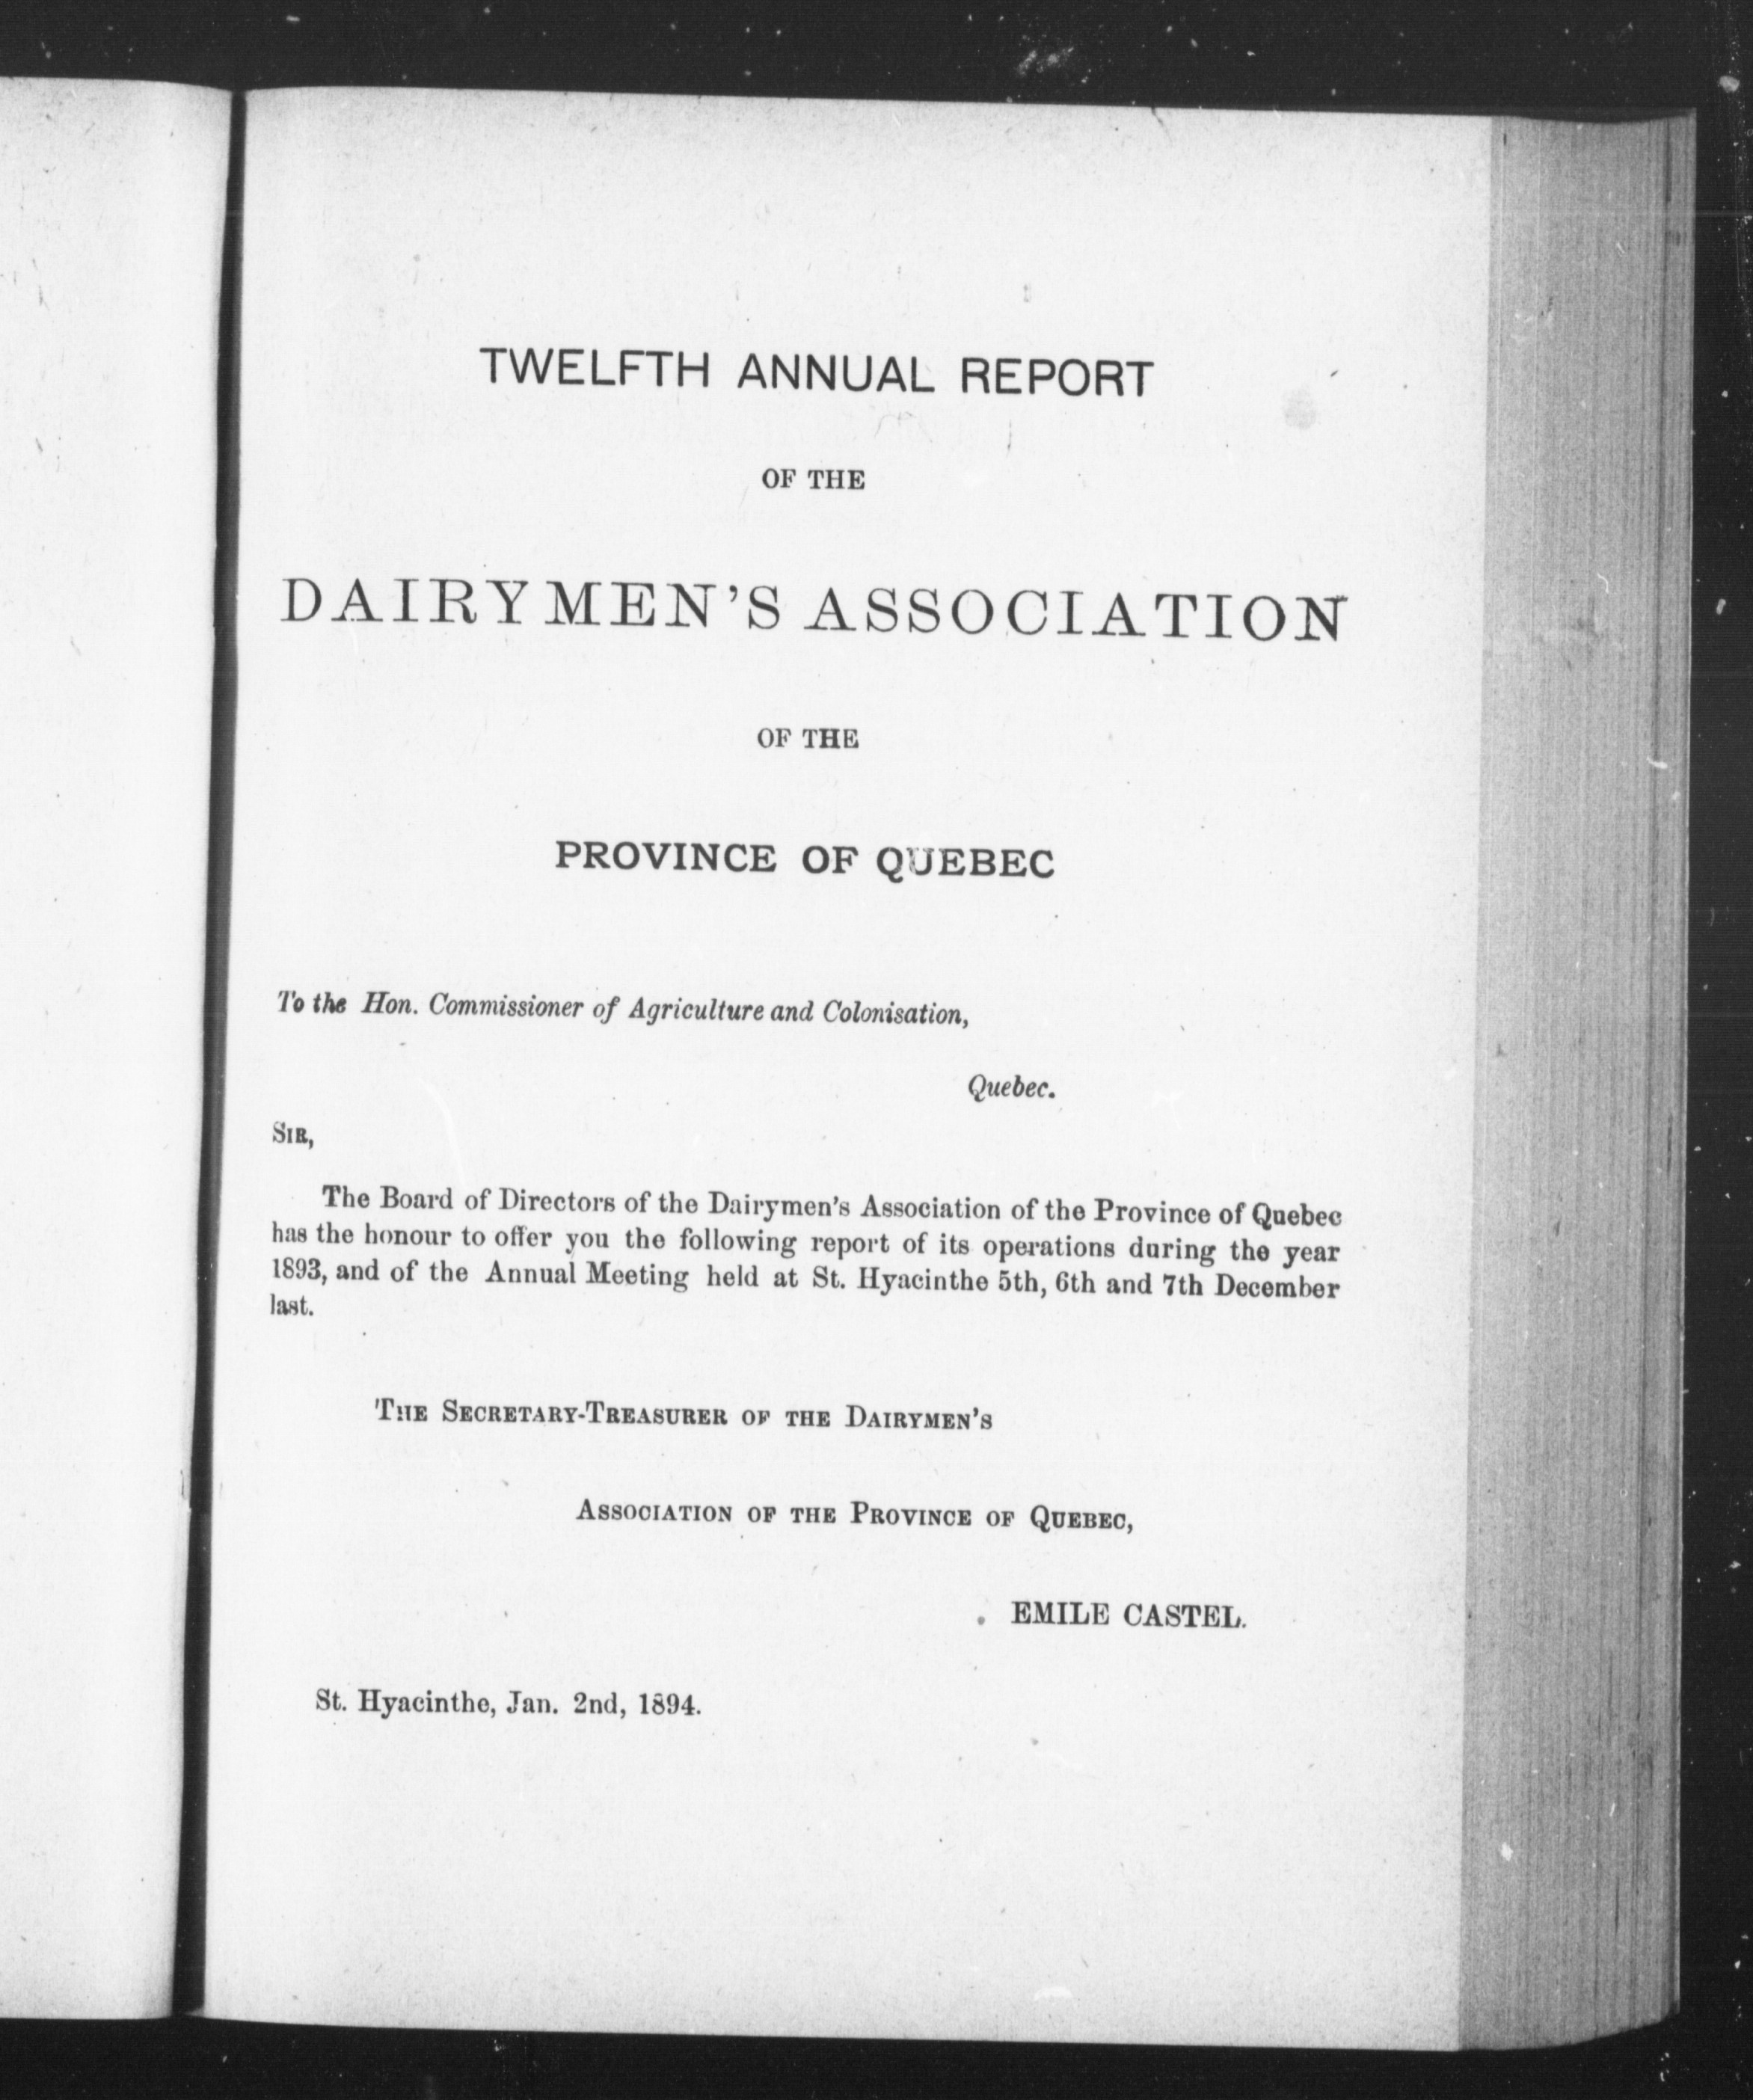 TWELFTH ANNUAL REPORT
OF THE
DAIRYMEN'S ASSOCIATION
OF THE
PROVINCE OF QUEBEC
To the Hon. Commissioner of Agriculture and Colonisation,
Quebec.
SIR,
The Board of Directors of the Dairymen's Association of the Province of Quebec
has the honour to offer you the following report of its operations during the year
1893, and of the Annual Meeting held at St. Hyacinthe 5th, 6th and 7th December
last.
THE SECRETARY-TREASURER OF THE DAIRYMEN'S
ASSOCIATION OF THE PROVINCE OF QUEBEC,
EMILE CASTEL.
St. Hyacinthe, Jan. 2nd, 1894.